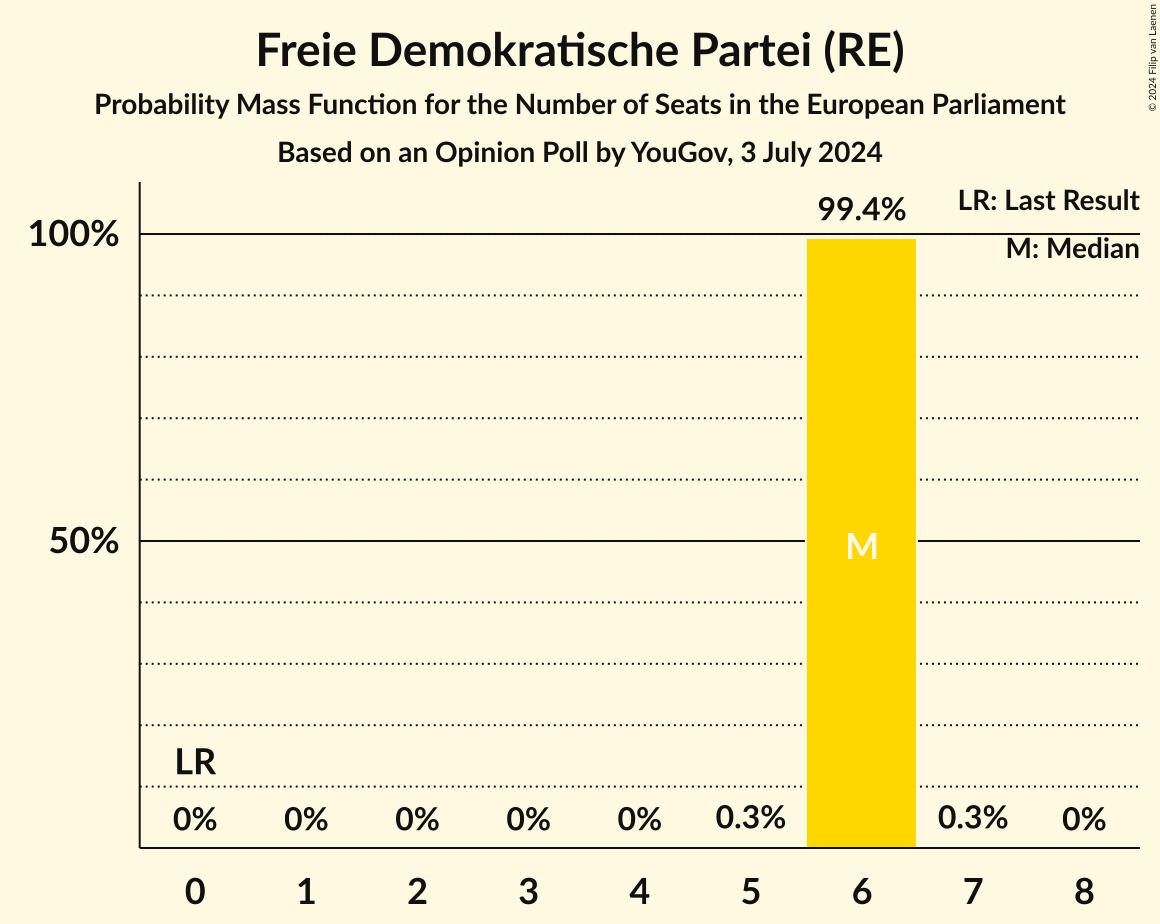 Freie Demokratische Partei (RE)
Probability Mass Function for the Number of Seats in the European Parliament
Based on an Opinion Poll by YouGov, 3 July 2024
© 2024 Filip van Laenen
LR: Last Result
M: Median
100%
50%
99.4%
M
LR
0%
0%
0%
0%
0%
0.3%
0.3%
0%
0
1
2
3
4
5
6
7
8